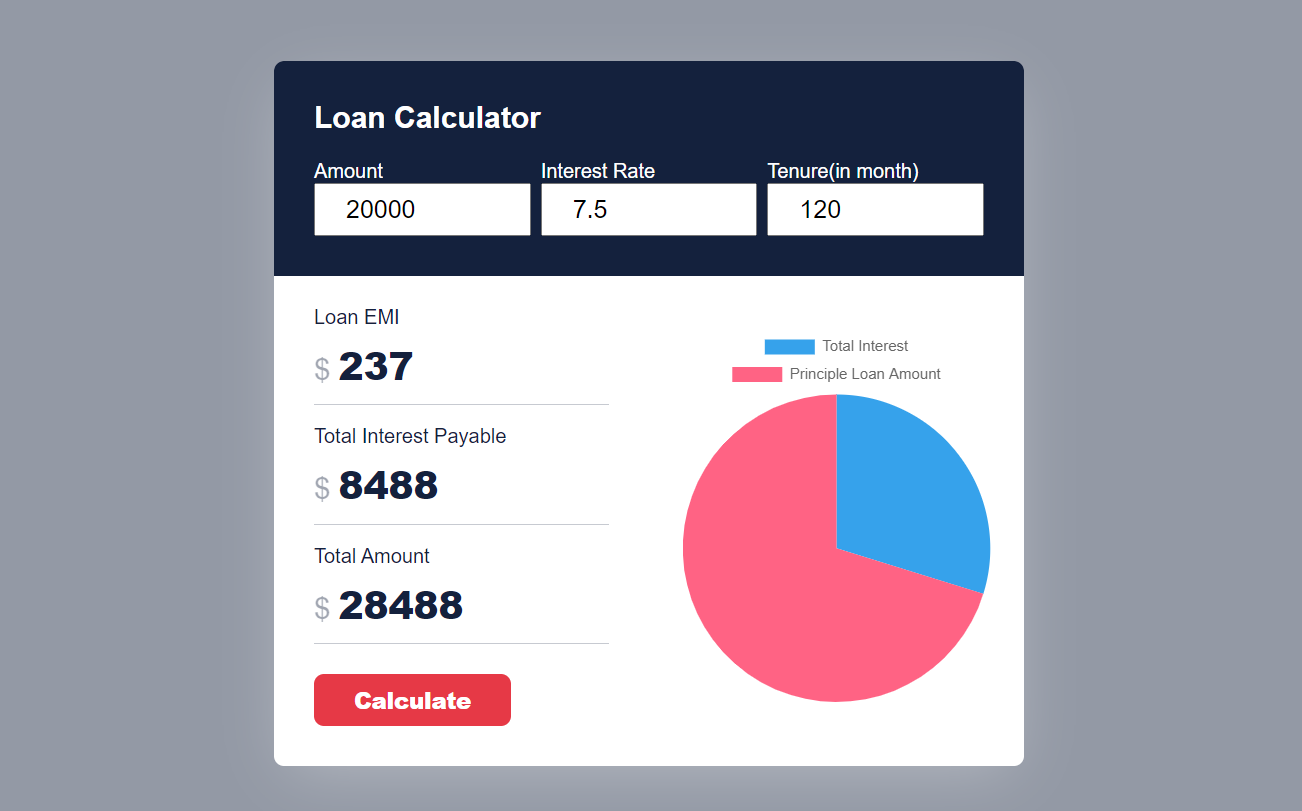 Loan Calculator
Amount Interest Rate Tenure(in month)
20000 7.5 120
Loan EMI
$ 237
Total Interest Payable
$ 8488
Total Amount
$ 28488
Calculate
Total Interest
Principle Loan Amount